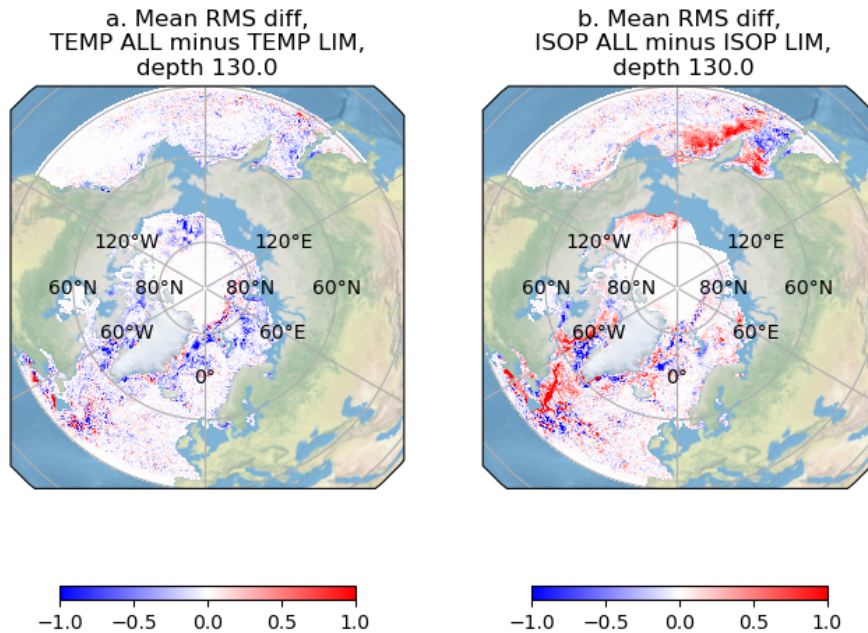 a. Mean RMS diff,
TEMP ALL minus TEMP LIM,
depth 130.0
b. Mean RMS diff,
ISOP ALL minus ISOP LIM,
depth 130.0
120°W 120°E
60°N 80°N 80°N 60°N
60°W 60°E
0°
120°W 120°E
60°N 80°N 80°N 60°N
60°W 60°E
0°
−1.0 −0.5 0.0 0.5 1.0
−1.0 −0.5 0.0 0.5 1.0